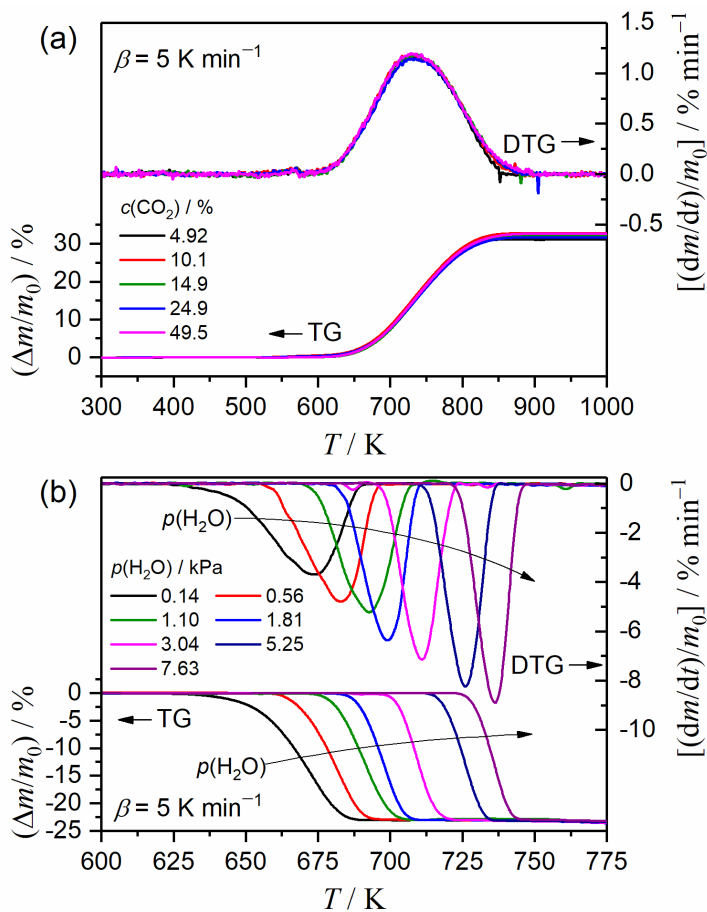 (a)
β = 5 K min⁻¹
1.5
1.0
0.5
0.0
-0.5
[(dm/dt)/m₀] / % min⁻¹
DTG
c(CO₂) / %
4.92
10.1
14.9
24.9
49.5
TG
30
20
10
0
(Δm/m₀) / %
300 400 500 600 700 800 900 1000
T / K
(b)
0
-2
-4
-6
-8
-10
[(dm/dt)/m₀] / % min⁻¹
p(H₂O)
p(H₂O) / kPa
0.14 0.56
1.10 1.81
3.04 5.25
7.63
DTG
TG
p(H₂O)
β = 5 K min⁻¹
0
-5
-10
-15
-20
-25
(Δm/m₀) / %
600 625 650 675 700 725 750 775
T / K